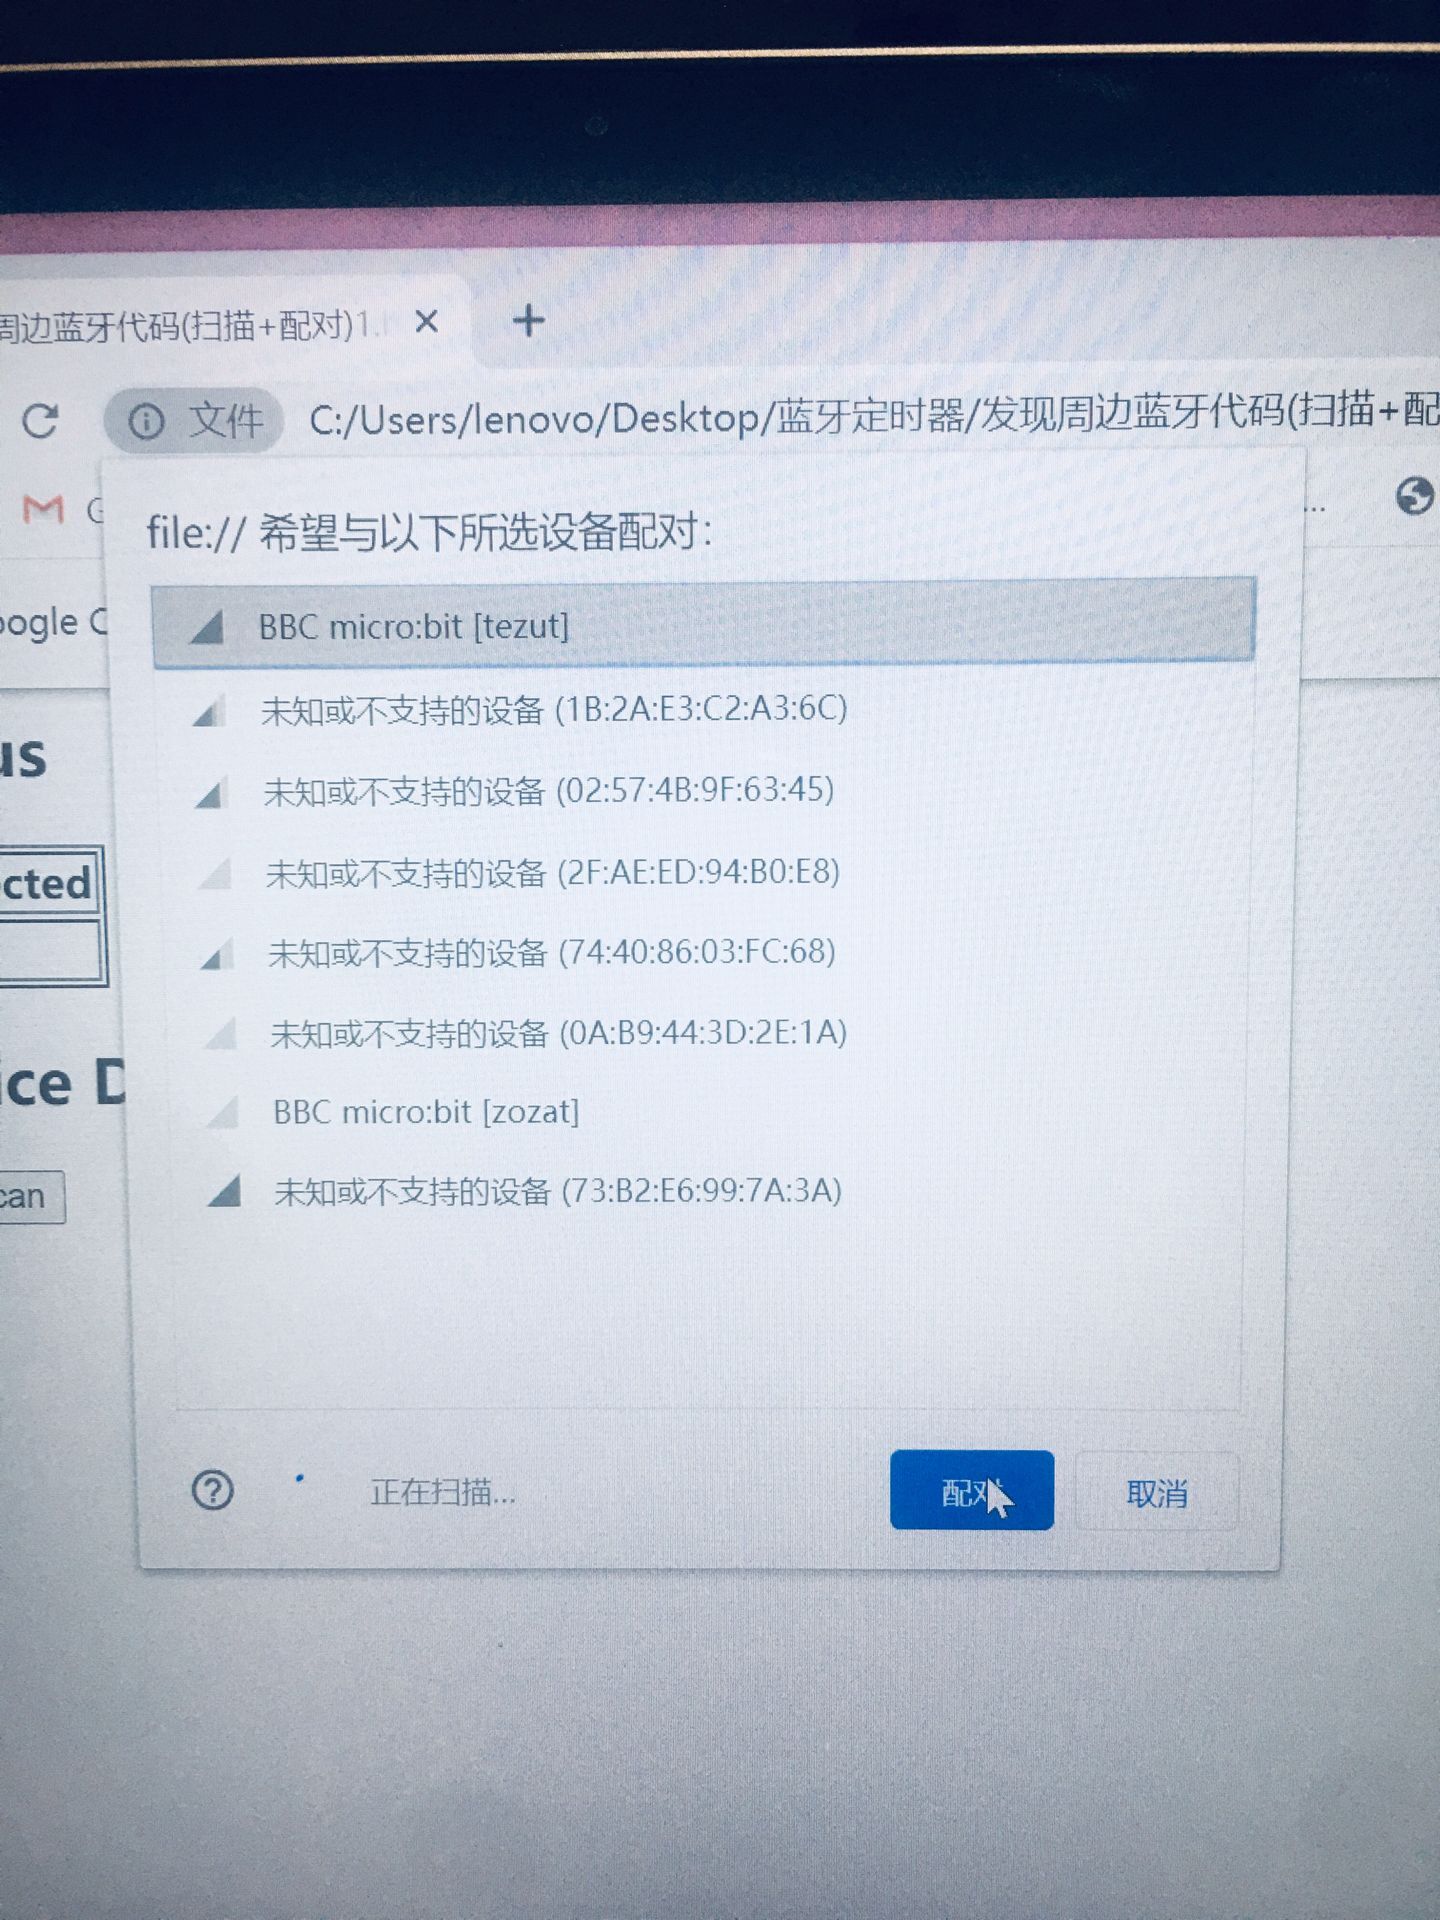 周边蓝牙代码(扫描+配对)1.
文件 C:/Users/lenovo/Desktop/蓝牙定时器/发现周边蓝牙代码(扫描+配
G
...
file:// 希望与以下所选设备配对:
BBC micro:bit [tezut]
oogle C
未知或不支持的设备 (1B:2A:E3:C2:A3:6C)
us
未知或不支持的设备 (02:57:4B:9F:63:45)
未知或不支持的设备 (2F:AE:ED:94:B0:E8)
cted
未知或不支持的设备 (74:40:86:03:FC:68)
未知或不支持的设备 (0A:B9:44:3D:2E:1A)
ice D
BBC micro:bit [zozat]
未知或不支持的设备 (73:B2:E6:99:7A:3A)
can
正在扫描...
配对
取消